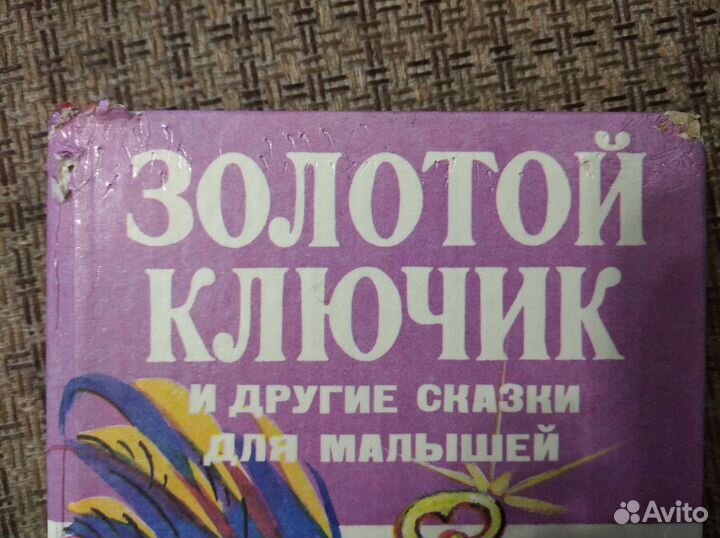 ЗОЛОТОЙ
КЛЮЧИК
И ДРУГИЕ СКАЗКИ
ДЛЯ МАЛЫШЕЙ
Avito